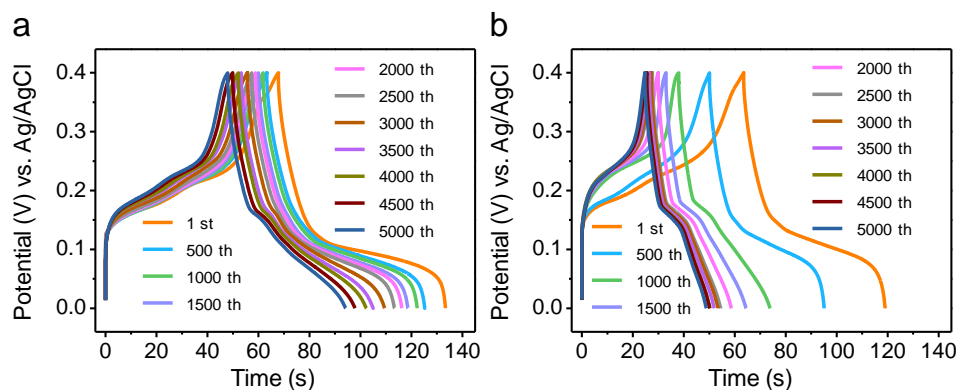 a
Potential (V) vs. Ag/AgCl
0.4
0.3
0.2
0.1
0.0
0 20 40 60 80 100 120 140
Time (s)
1 st
500 th
1000 th
1500 th
2000 th
2500 th
3000 th
3500 th
4000 th
4500 th
5000 th
b
Potential (V) vs. Ag/AgCl
0.4
0.3
0.2
0.1
0.0
0 20 40 60 80 100 120 140
Time (s)
1 st
500 th
1000 th
1500 th
2000 th
2500 th
3000 th
3500 th
4000 th
4500 th
5000 th